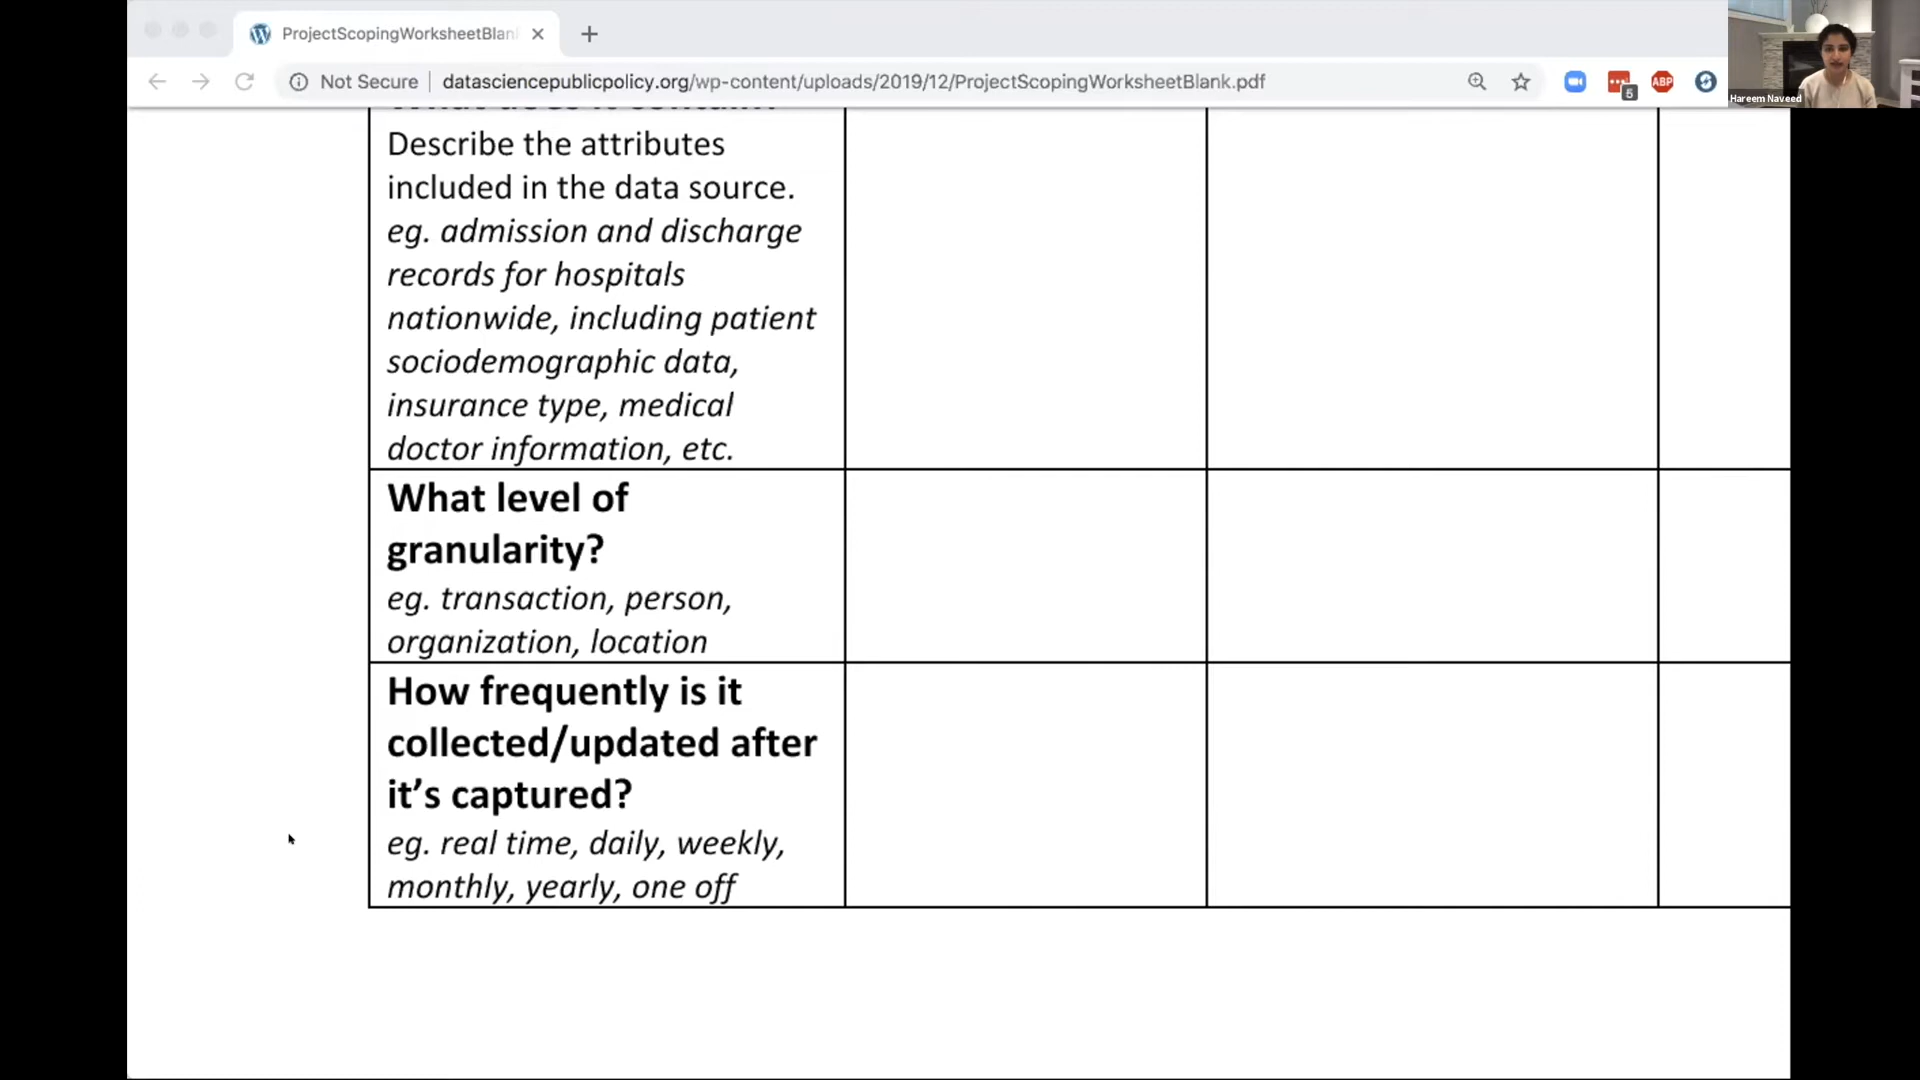 ProjectScopingWorksheetBlan
Not Secure
datasciencepublicpolicy.org/wp-content/uploads/2019/12/ProjectScopingWorksheetBlank.pdf
5
ABP
Hareem Naveed
Describe the attributes
included in the data source.
eg. admission and discharge
records for hospitals
nationwide, including patient
sociodemographic data,
insurance type, medical
doctor information, etc.
What level of
granularity?
eg. transaction, person,
organization, location
How frequently is it
collected/updated after
it’s captured?
eg. real time, daily, weekly,
monthly, yearly, one off